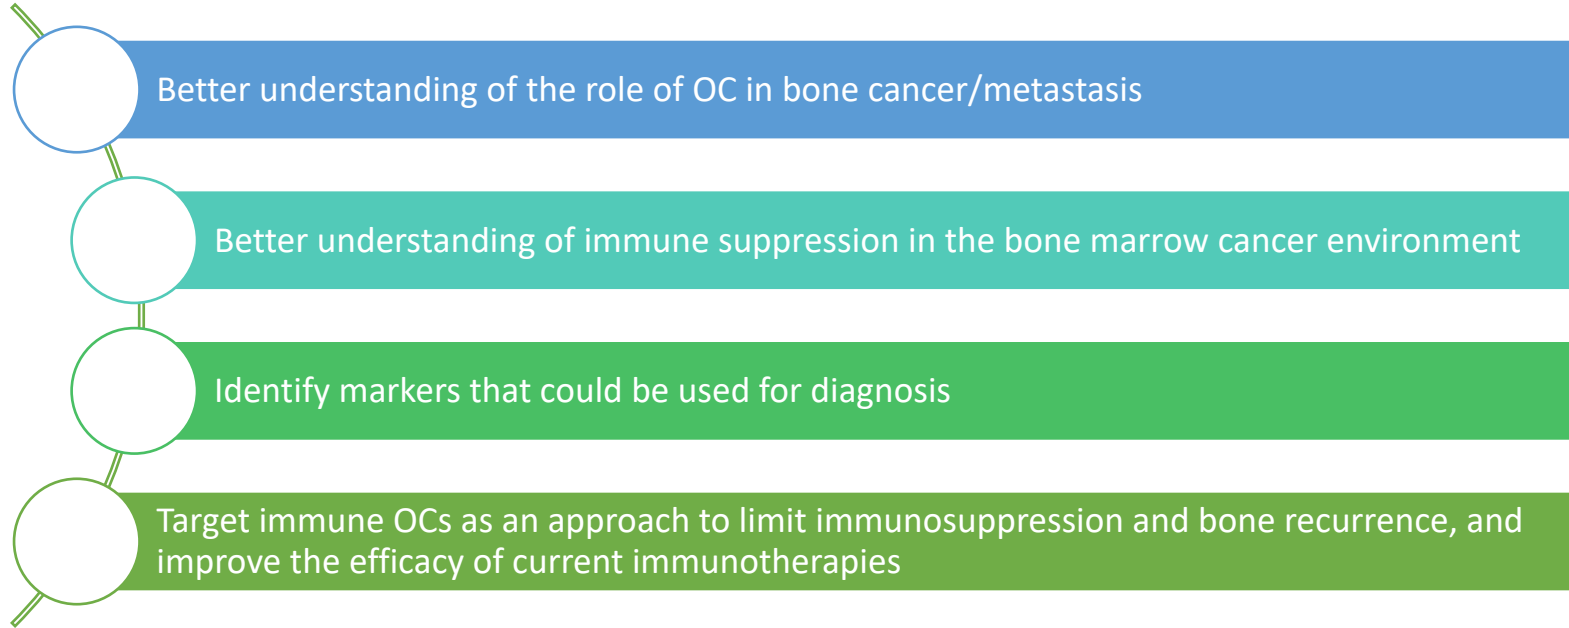 Better understanding of the role of OC in bone cancer/metastasis
Better understanding of immune suppression in the bone marrow cancer environment
Identify markers that could be used for diagnosis
Target immune OCs as an approach to limit immunosuppression and bone recurrence, and
improve the efficacy of current immunotherapies